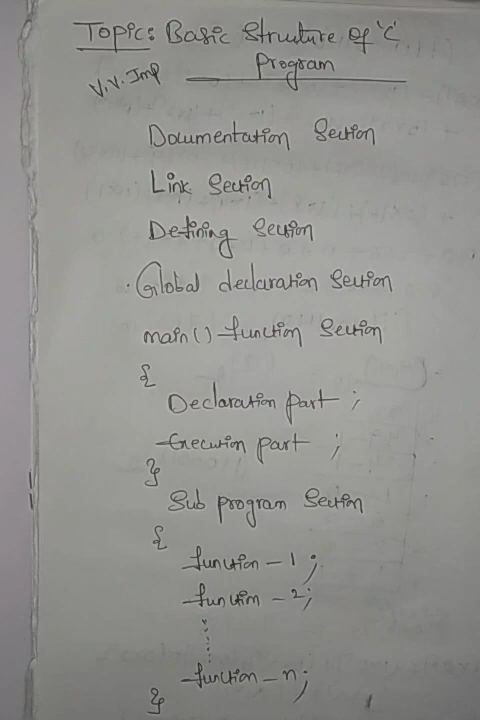 Topic: Basic Structure of 'C'
Program
V.V. Imp
Documentation Section
Link Section
Defining Section
Global declaration Section
main() function Section
{
Declaration part ;
Execution part ;
}
Sub program Section
{
function - 1 ;
function - 2 ;
function - n ;
}